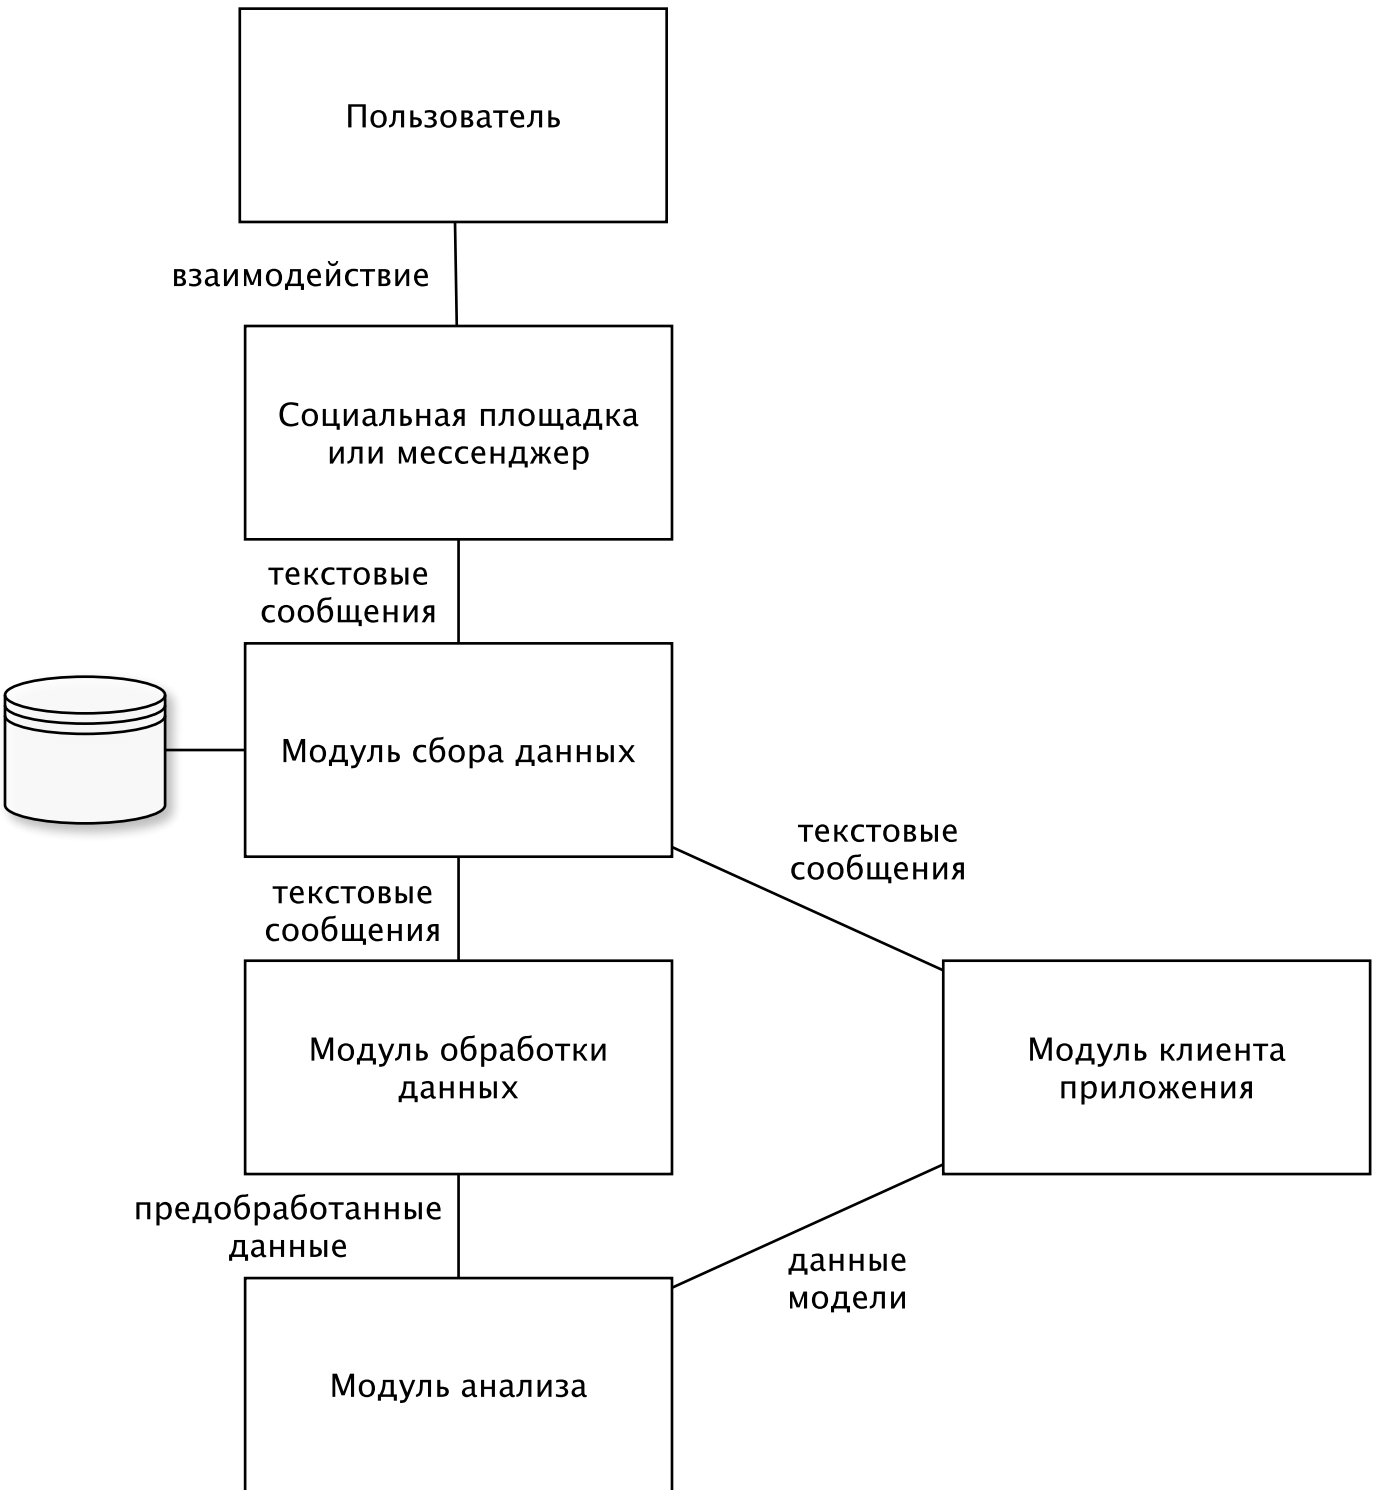 Пользователь
взаимодействие
Социальная площадка
или мессенджер
текстовые
сообщения
Модуль сбора данных
текстовые
сообщения
текстовые
сообщения
Модуль обработки
данных
Модуль клиента
приложения
предобработанные
данные
данные
модели
Модуль анализа